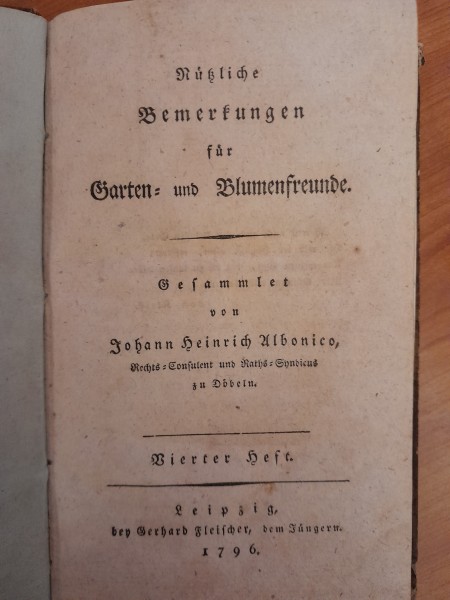 Nützliche
Bemerkungen
für
Garten- und Blumenfreunde.
Gesammlet
von
Johann Heinrich Albonico,
Rechts-Consulent und Raths-Syndicus
zu Döbeln.
Vierter Heft.
Leipzig,
bey Gerhard Fleischer, dem Jüngern.
1796.